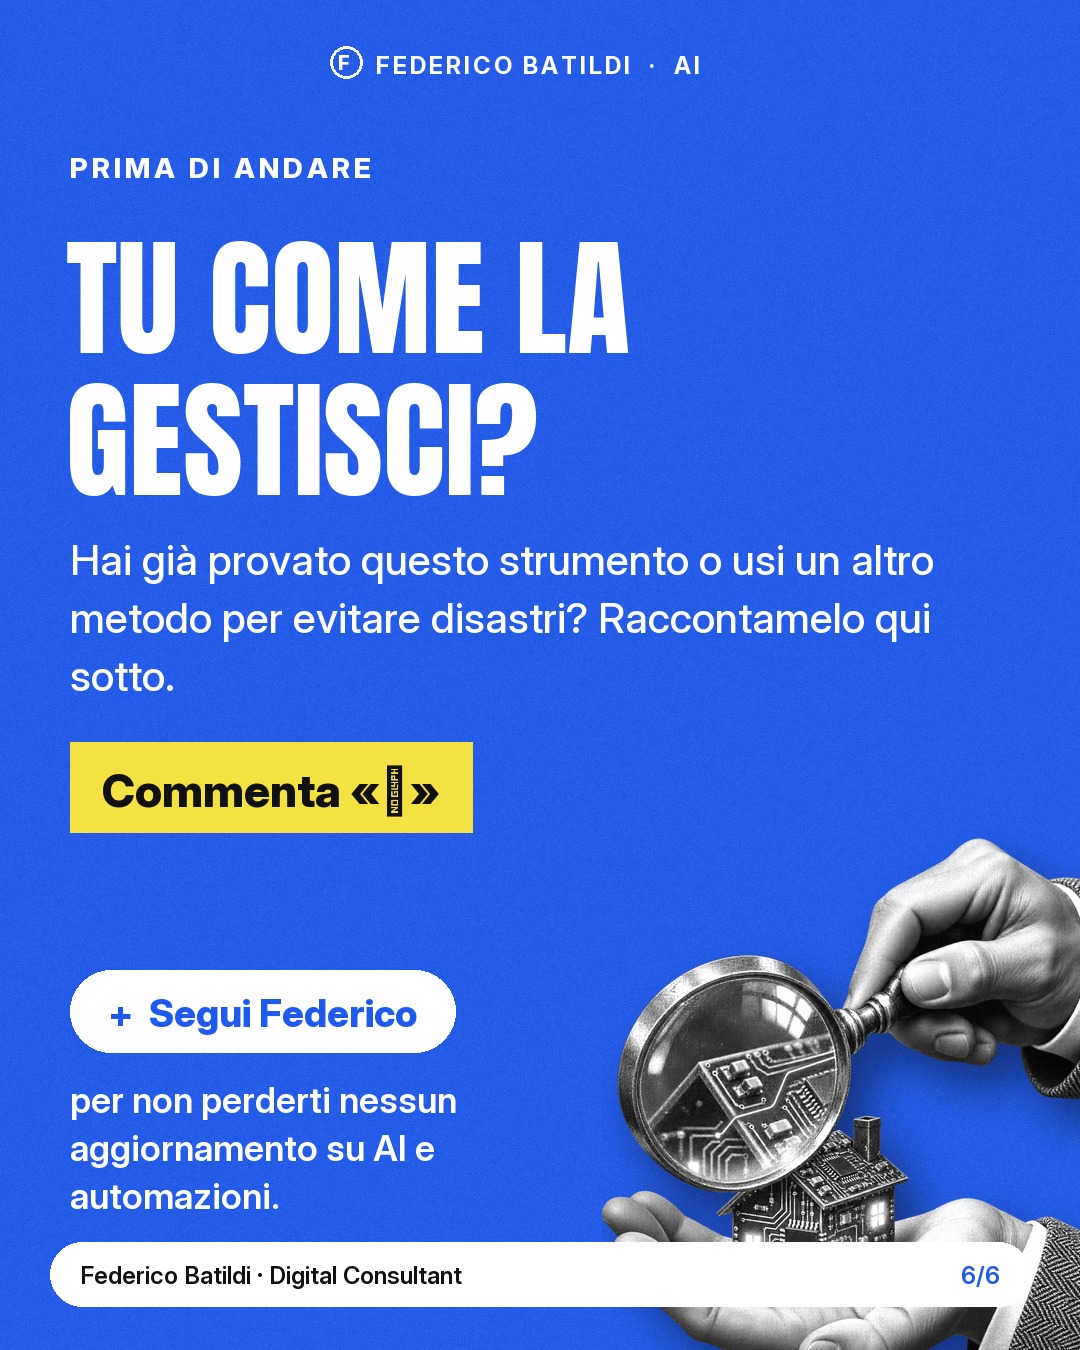 F FEDERICO BATILDI · AI
PRIMA DI ANDARE
TU COME LA
GESTISCI?
Hai già provato questo strumento o usi un altro
metodo per evitare disastri? Raccontamelo qui
sotto.
Commenta «NO GLYPH»
+ Segui Federico
per non perderti nessun
aggiornamento su AI e
automazioni.
Federico Batildi · Digital Consultant 6/6